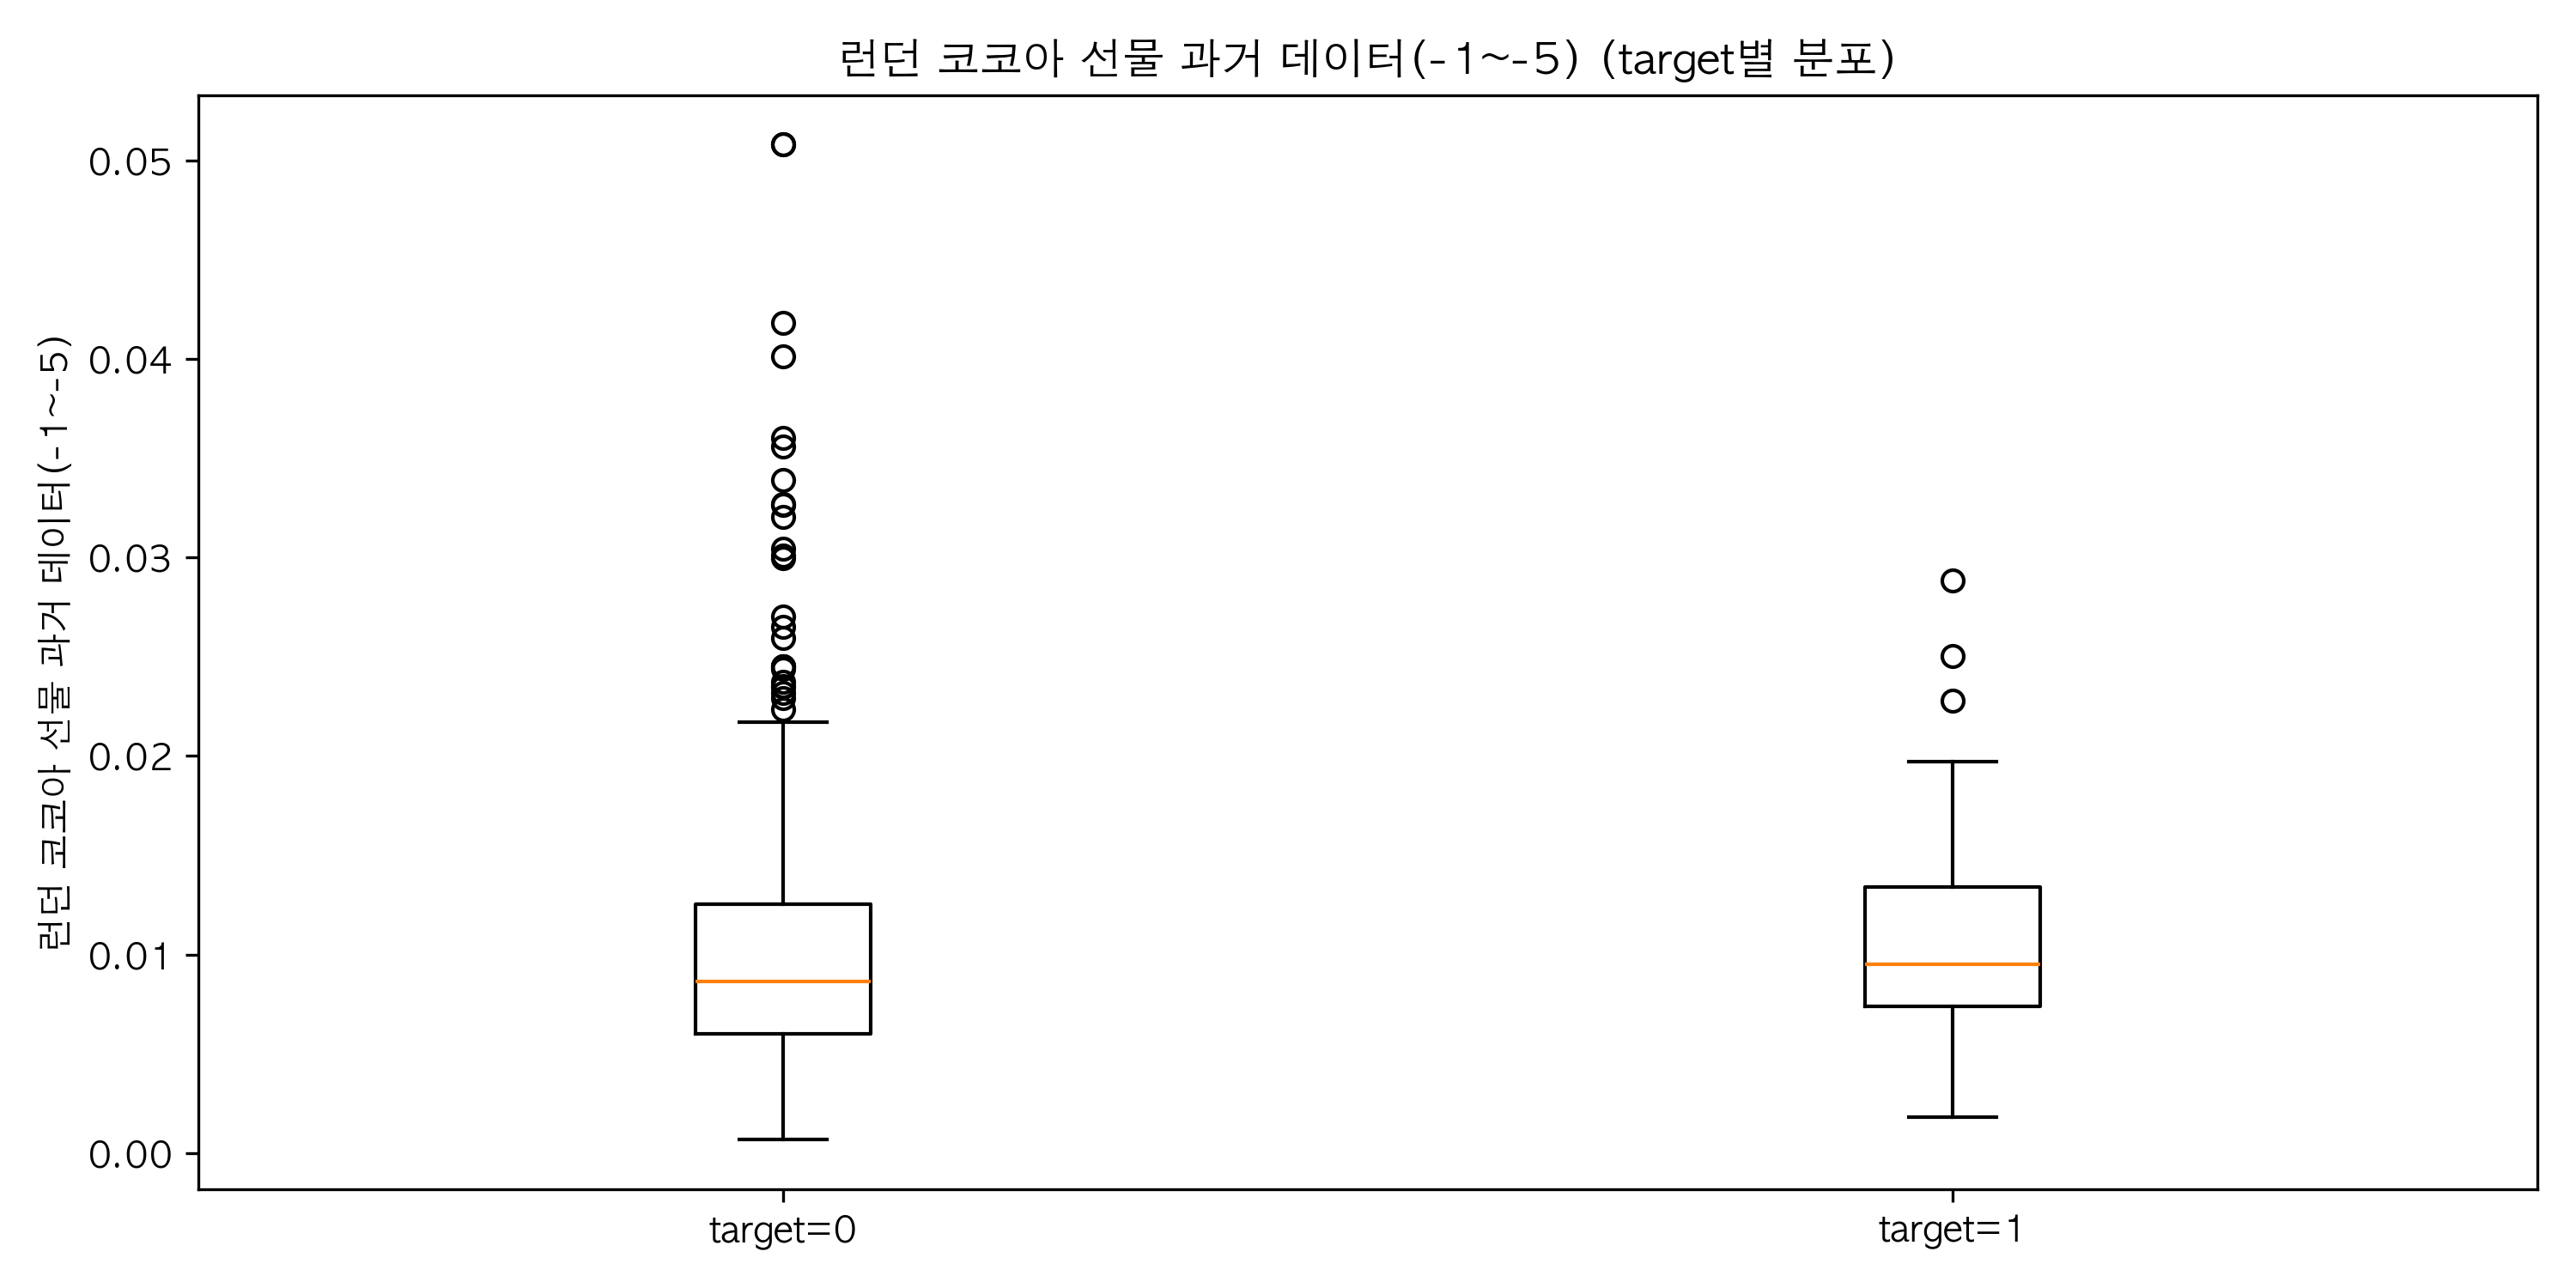 런던 코코아 선물 과거 데이터(-1~-5) (target별 분포)
런던 코코아 선물 과거 데이터(-1~-5)
0.05
0.04
0.03
0.02
0.01
0.00
target=0
target=1